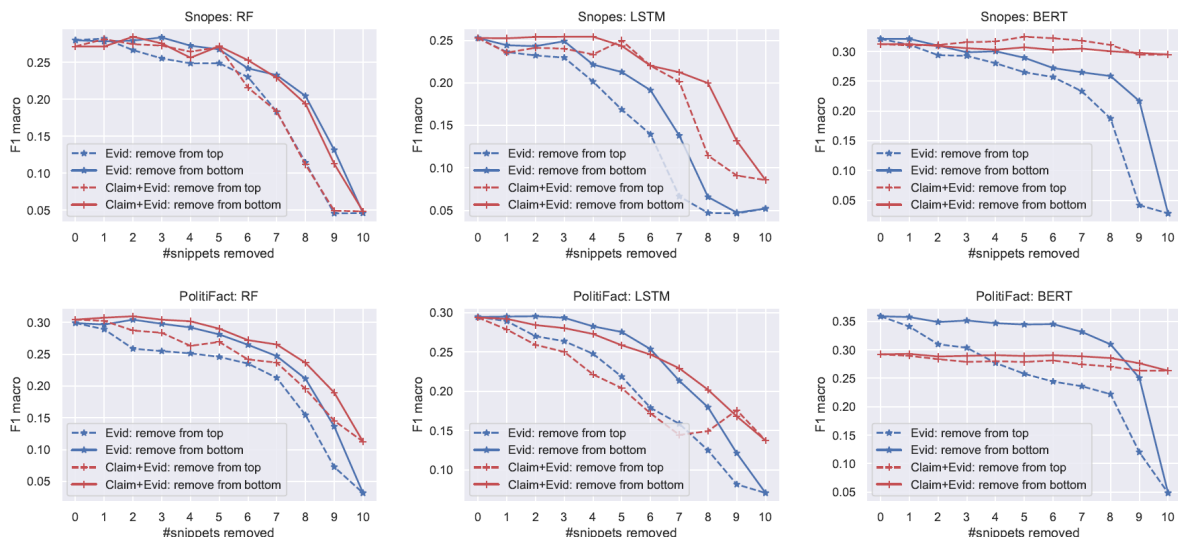 Snopes: RF
0.25
0.20
0.15
0.10
0.05
F1 macro
Evid: remove from top
Evid: remove from bottom
Claim+Evid: remove from top
Claim+Evid: remove from bottom
0 1 2 3 4 5 6 7 8 9 10
#snippets removed
Snopes: LSTM
0.25
0.20
0.15
0.10
0.05
F1 macro
Evid: remove from top
Evid: remove from bottom
Claim+Evid: remove from top
Claim+Evid: remove from bottom
0 1 2 3 4 5 6 7 8 9 10
#snippets removed
Snopes: BERT
0.30
0.25
0.20
0.15
0.10
0.05
F1 macro
Evid: remove from top
Evid: remove from bottom
Claim+Evid: remove from top
Claim+Evid: remove from bottom
0 1 2 3 4 5 6 7 8 9 10
#snippets removed
PolitiFact: RF
0.30
0.25
0.20
0.15
0.10
0.05
F1 macro
Evid: remove from top
Evid: remove from bottom
Claim+Evid: remove from top
Claim+Evid: remove from bottom
0 1 2 3 4 5 6 7 8 9 10
#snippets removed
PolitiFact: LSTM
0.30
0.25
0.20
0.15
0.10
F1 macro
Evid: remove from top
Evid: remove from bottom
Claim+Evid: remove from top
Claim+Evid: remove from bottom
0 1 2 3 4 5 6 7 8 9 10
#snippets removed
PolitiFact: BERT
0.35
0.30
0.25
0.20
0.15
0.10
0.05
F1 macro
Evid: remove from top
Evid: remove from bottom
Claim+Evid: remove from top
Claim+Evid: remove from bottom
0 1 2 3 4 5 6 7 8 9 10
#snippets removed